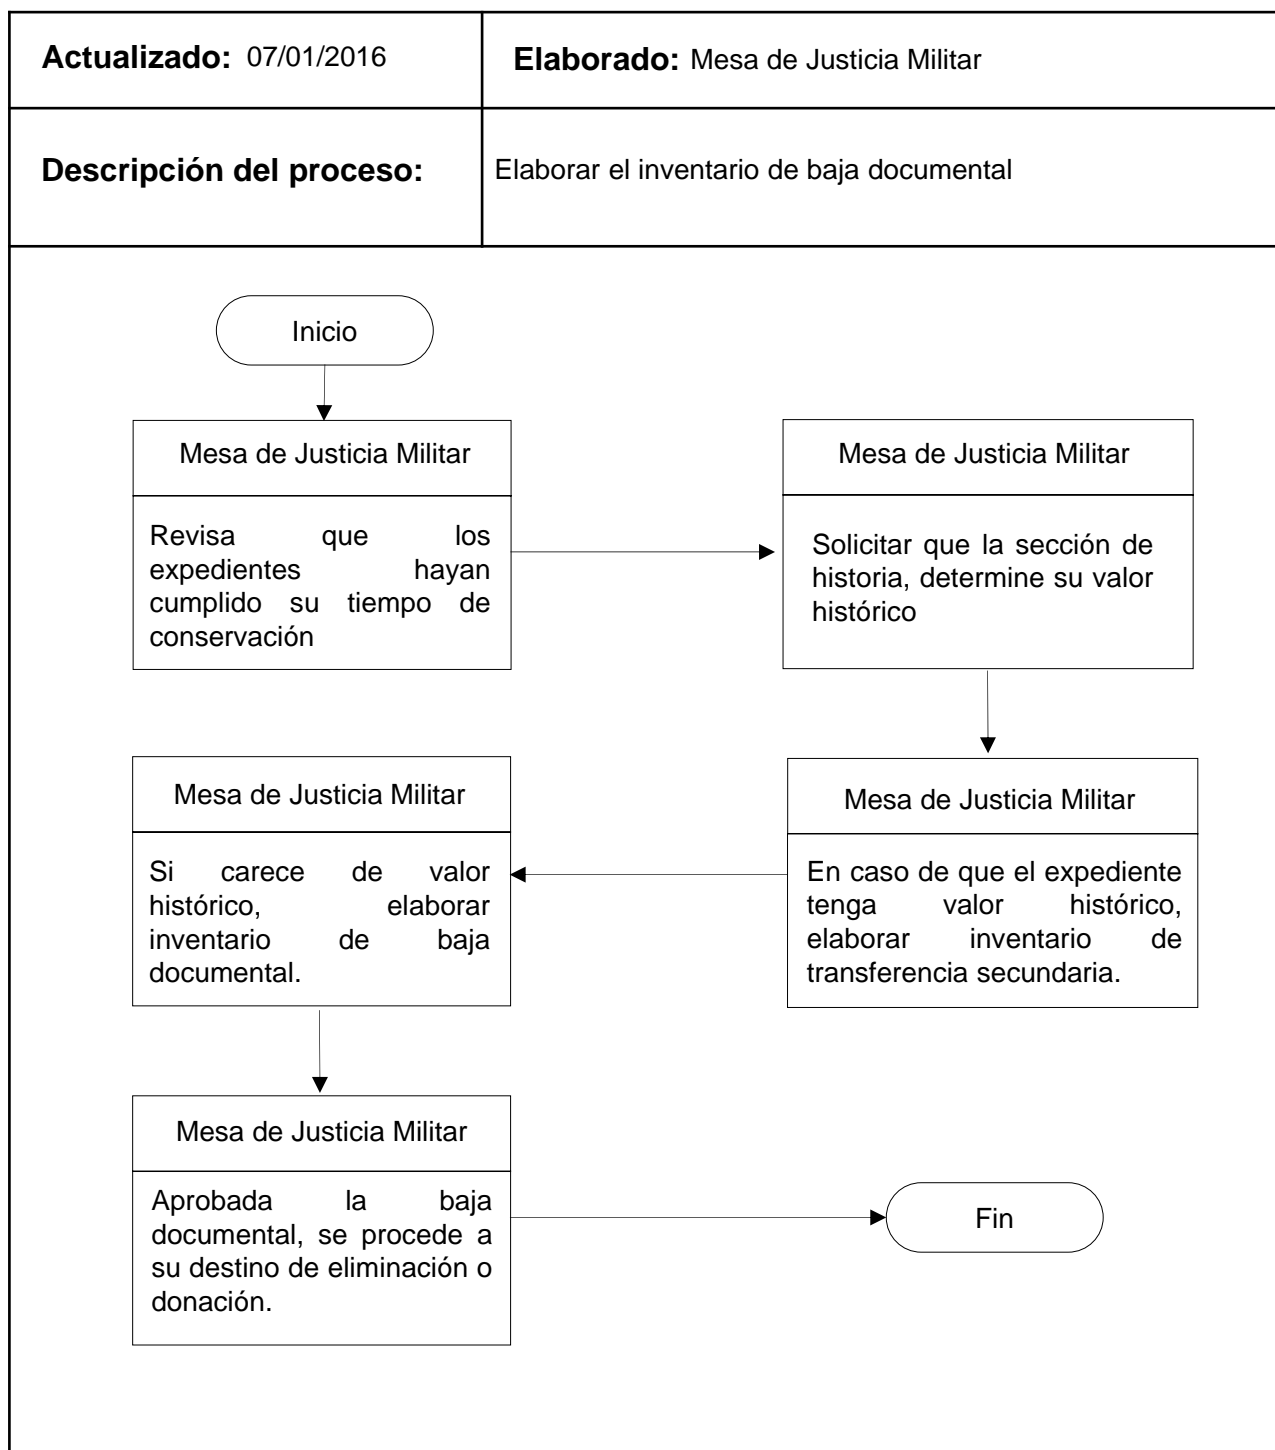 Actualizado: 07/01/2016
Elaborado: Mesa de Justicia Militar
Descripción del proceso:
Elaborar el inventario de baja documental
Inicio
Mesa de Justicia Militar
Revisa que los
expedientes hayan
cumplido su tiempo de
conservación
Mesa de Justicia Militar
Solicitar que la sección de
historia, determine su valor
histórico
Mesa de Justicia Militar
En caso de que el expediente
tenga valor histórico,
elaborar inventario de
transferencia secundaria.
Mesa de Justicia Militar
Si carece de valor
histórico, elaborar
inventario de baja
documental.
Mesa de Justicia Militar
Aprobada la baja
documental, se procede a
su destino de eliminación o
donación.
Fin